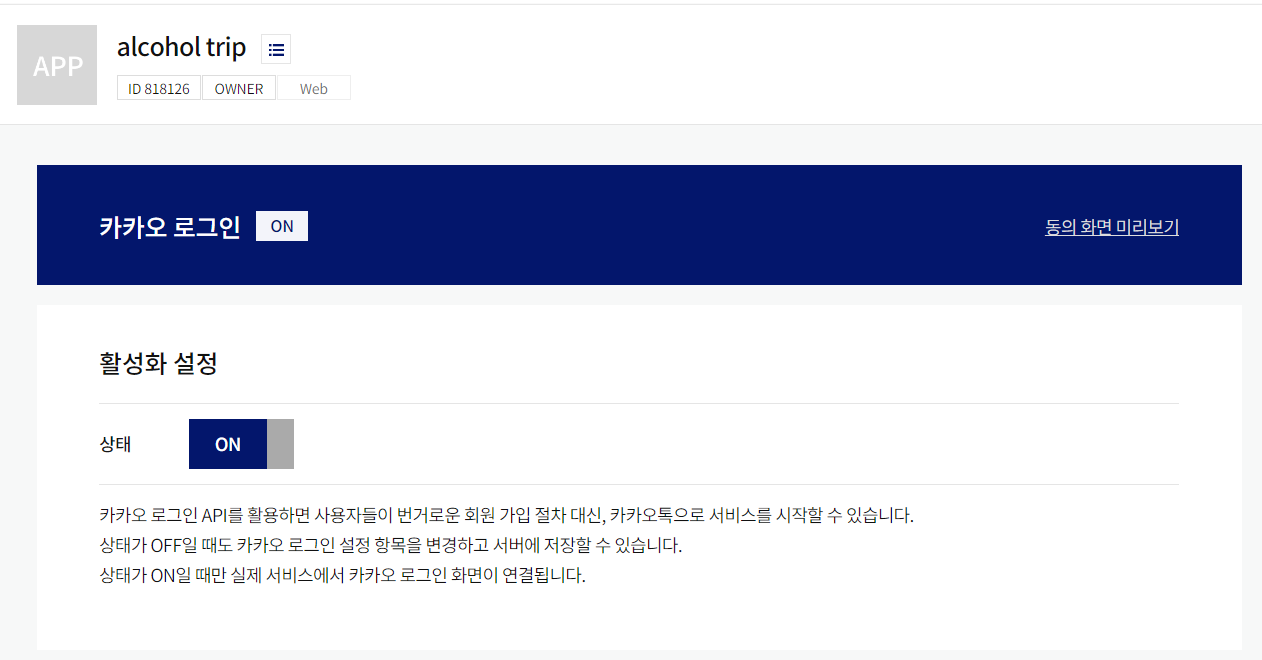 APP
alcohol trip
ID 818126 OWNER Web
카카오 로그인 ON 동의 화면 미리보기
활성화 설정
상태 ON
카카오 로그인 API를 활용하면 사용자들이 번거로운 회원 가입 절차 대신, 카카오톡으로 서비스를 시작할 수 있습니다.
상태가 OFF일 때도 카카오 로그인 설정 항목을 변경하고 서버에 저장할 수 있습니다.
상태가 ON일 때만 실제 서비스에서 카카오 로그인 화면이 연결됩니다.